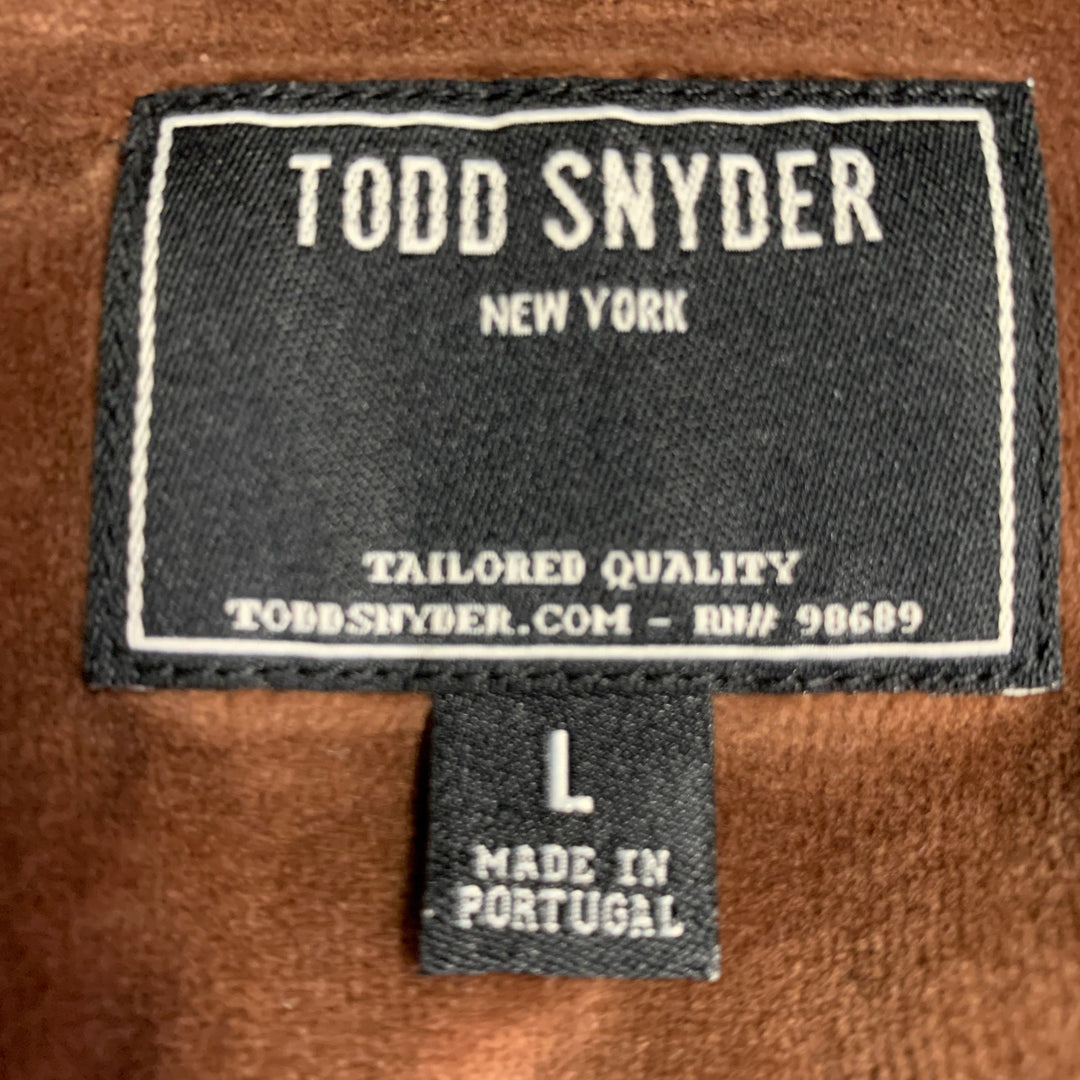 TODD SNYDER
NEW YORK
TAILORED QUALITY
TODDSNYDER.COM - RN# 98689
L
MADE IN
PORTUGAL